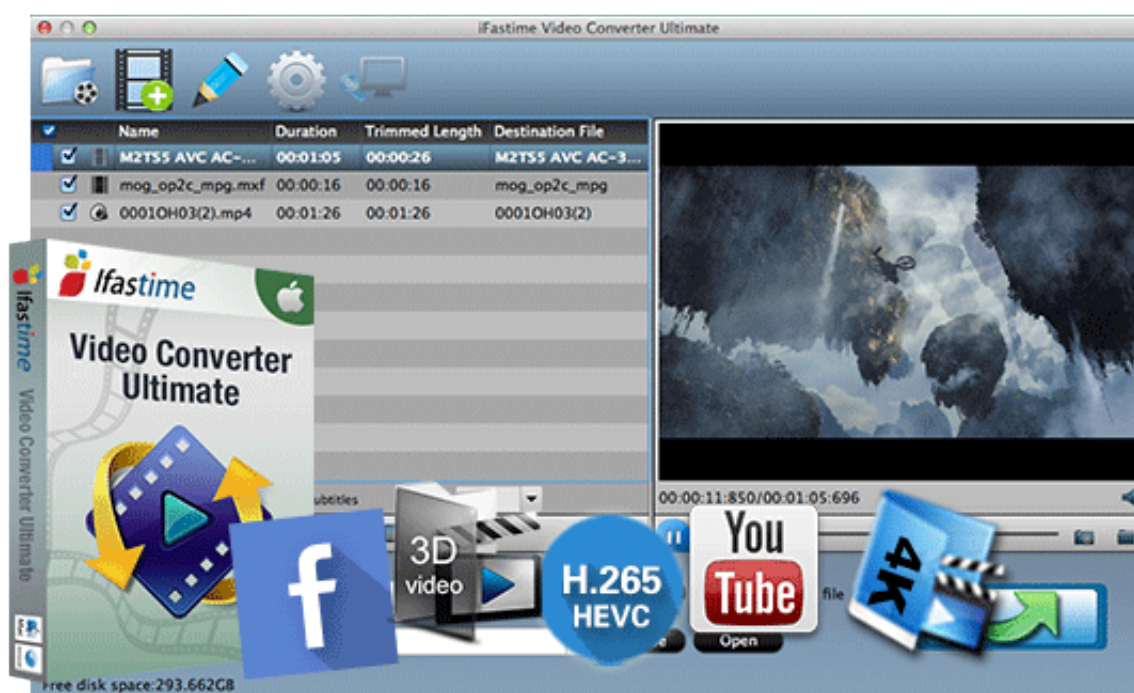 iFastime Video Converter Ultimate
Name Duration Trimmed Length Destination File
M2TS5 AVC AC-... 00:01:05 00:00:26 M2TS5 AVC AC-3...
mog_op2c_mpg.mxf 00:00:16 00:00:16 mog_op2c_mpg
0001OH03(2).mp4 00:01:26 00:01:26 0001OH03(2)
Ifastime
Video Converter
Ultimate
Ifastime Video Converter Ultimate
00:00:11:850/00:01:05:696
f
3D
video
H.265
HEVC
You
Tube
4K
file
Open
Free disk space:293.662GB